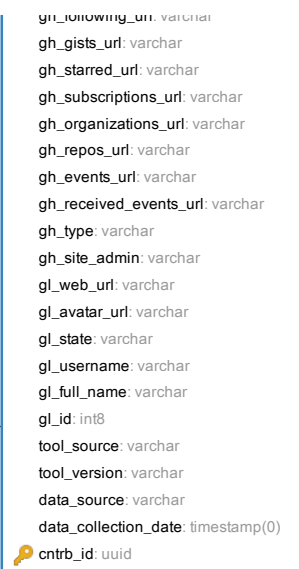 gh_following_url: varchar
gh_gists_url: varchar
gh_starred_url: varchar
gh_subscriptions_url: varchar
gh_organizations_url: varchar
gh_repos_url: varchar
gh_events_url: varchar
gh_received_events_url: varchar
gh_type: varchar
gh_site_admin: varchar
gl_web_url: varchar
gl_avatar_url: varchar
gl_state: varchar
gl_username: varchar
gl_full_name: varchar
gl_id: int8
tool_source: varchar
tool_version: varchar
data_source: varchar
data_collection_date: timestamp(0)
cntrb_id: uuid